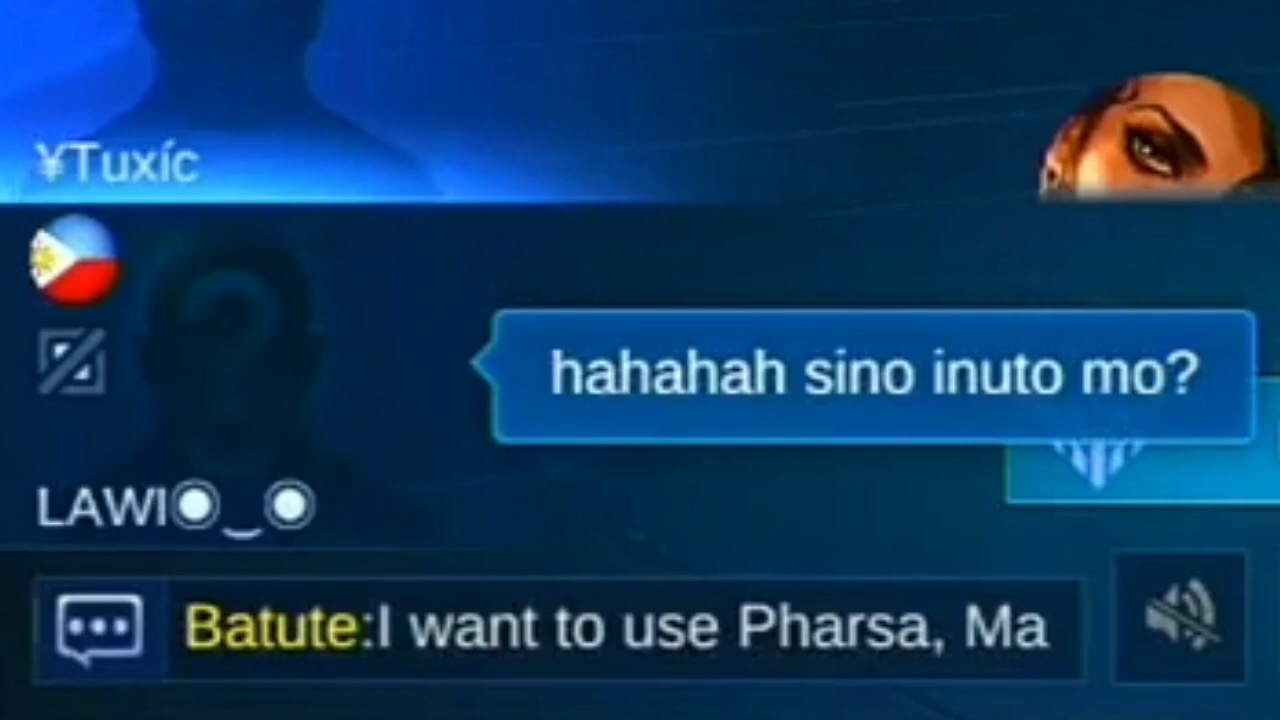 ¥Tuxíc
hahahah sino inuto mo?
LAWI◉‿◉
Batute:I want to use Pharsa, Ma